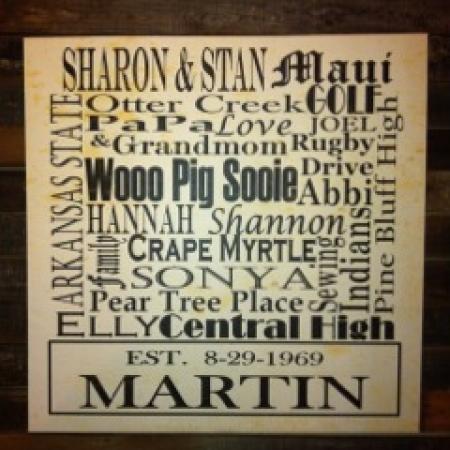 SHARON & STAN Maui
Otter Creek GOLF
PaPa Love JOEL
& Grandmom Rugby
Wooo Pig Sooie Drive
Abbi
HANNAH Shannon
Family CRAPE MYRTLE
SONYA
Pear Tree Place
ELLY Central High
ARKANSAS STATE
Sewing
Indians
Pine Bluff High
EST. 8-29-1969
MARTIN